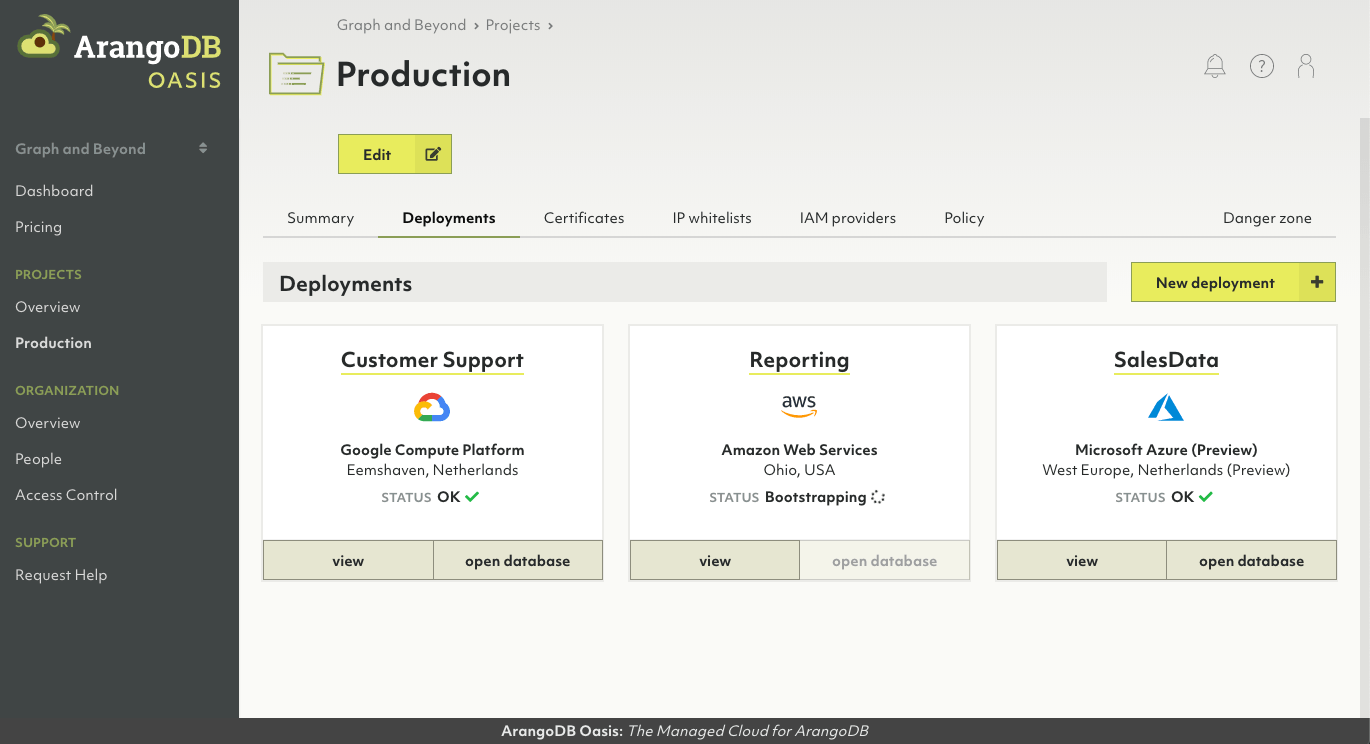 ArangoDB
OASIS
Graph and Beyond
Dashboard
Pricing
PROJECTS
Overview
Production
ORGANIZATION
Overview
People
Access Control
SUPPORT
Request Help
Graph and Beyond › Projects ›
Production
?
Edit
Summary Deployments Certificates IP whitelists IAM providers Policy Danger zone
Deployments
New deployment +
Customer Support
Google Compute Platform
Eemshaven, Netherlands
STATUS OK
view open database
Reporting
aws
Amazon Web Services
Ohio, USA
STATUS Bootstrapping
view open database
SalesData
Microsoft Azure (Preview)
West Europe, Netherlands (Preview)
STATUS OK
view open database
ArangoDB Oasis: The Managed Cloud for ArangoDB